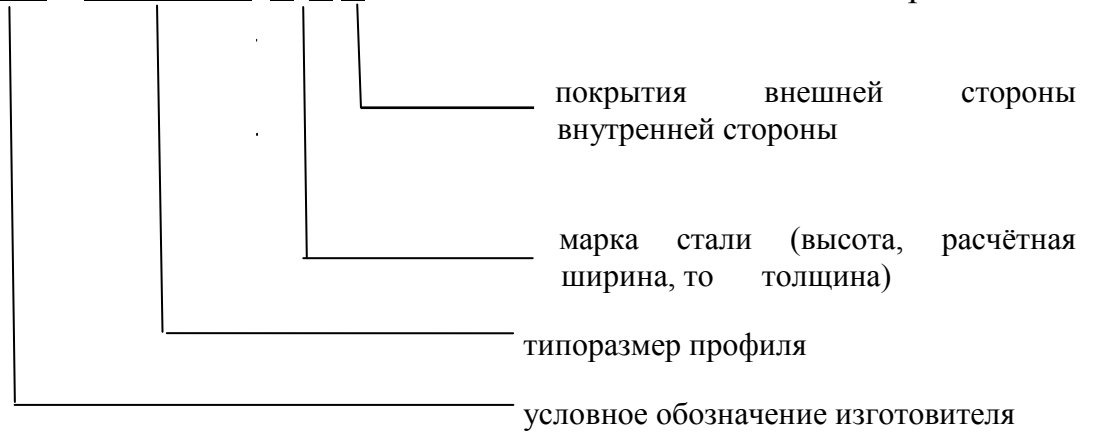 покрытия внешней стороны
внутренней стороны
марка стали (высота, расчётная
ширина, то толщина)
типоразмер профиля
условное обозначение изготовителя